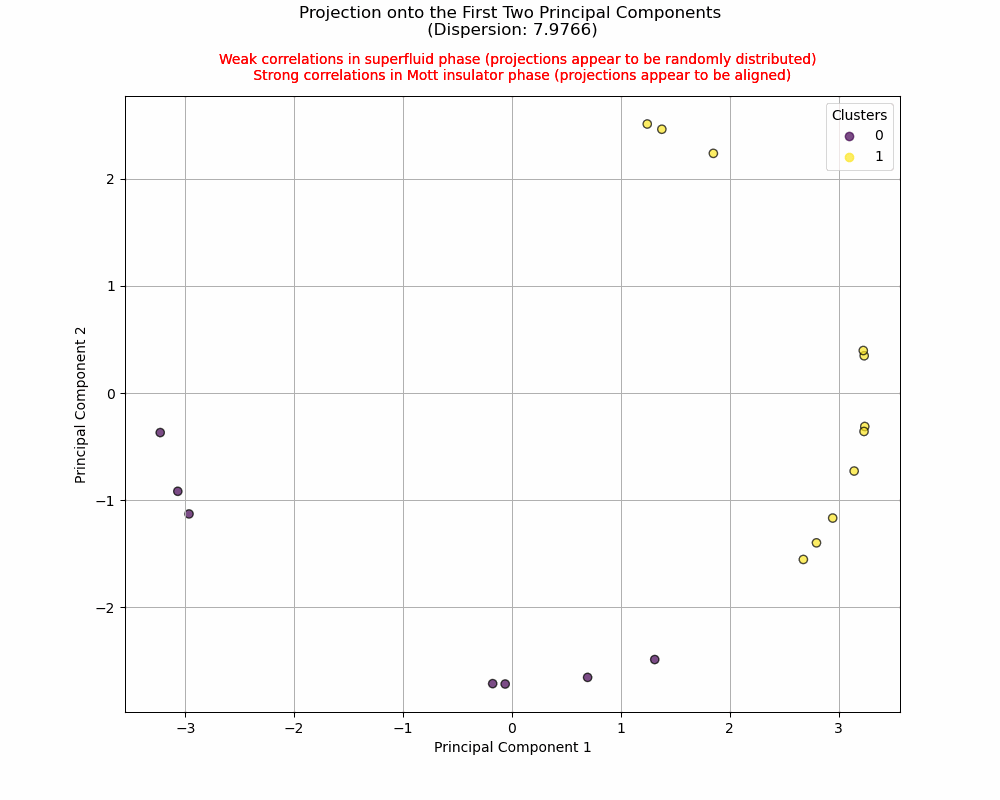 Projection onto the First Two Principal Components
(Dispersion: 7.9766)
Weak correlations in superfluid phase (projections appear to be randomly distributed)
Strong correlations in Mott insulator phase (projections appear to be aligned)
Clusters
0
1
2
1
0
−1
−2
Principal Component 2
−3
−2
−1
0
1
2
3
Principal Component 1